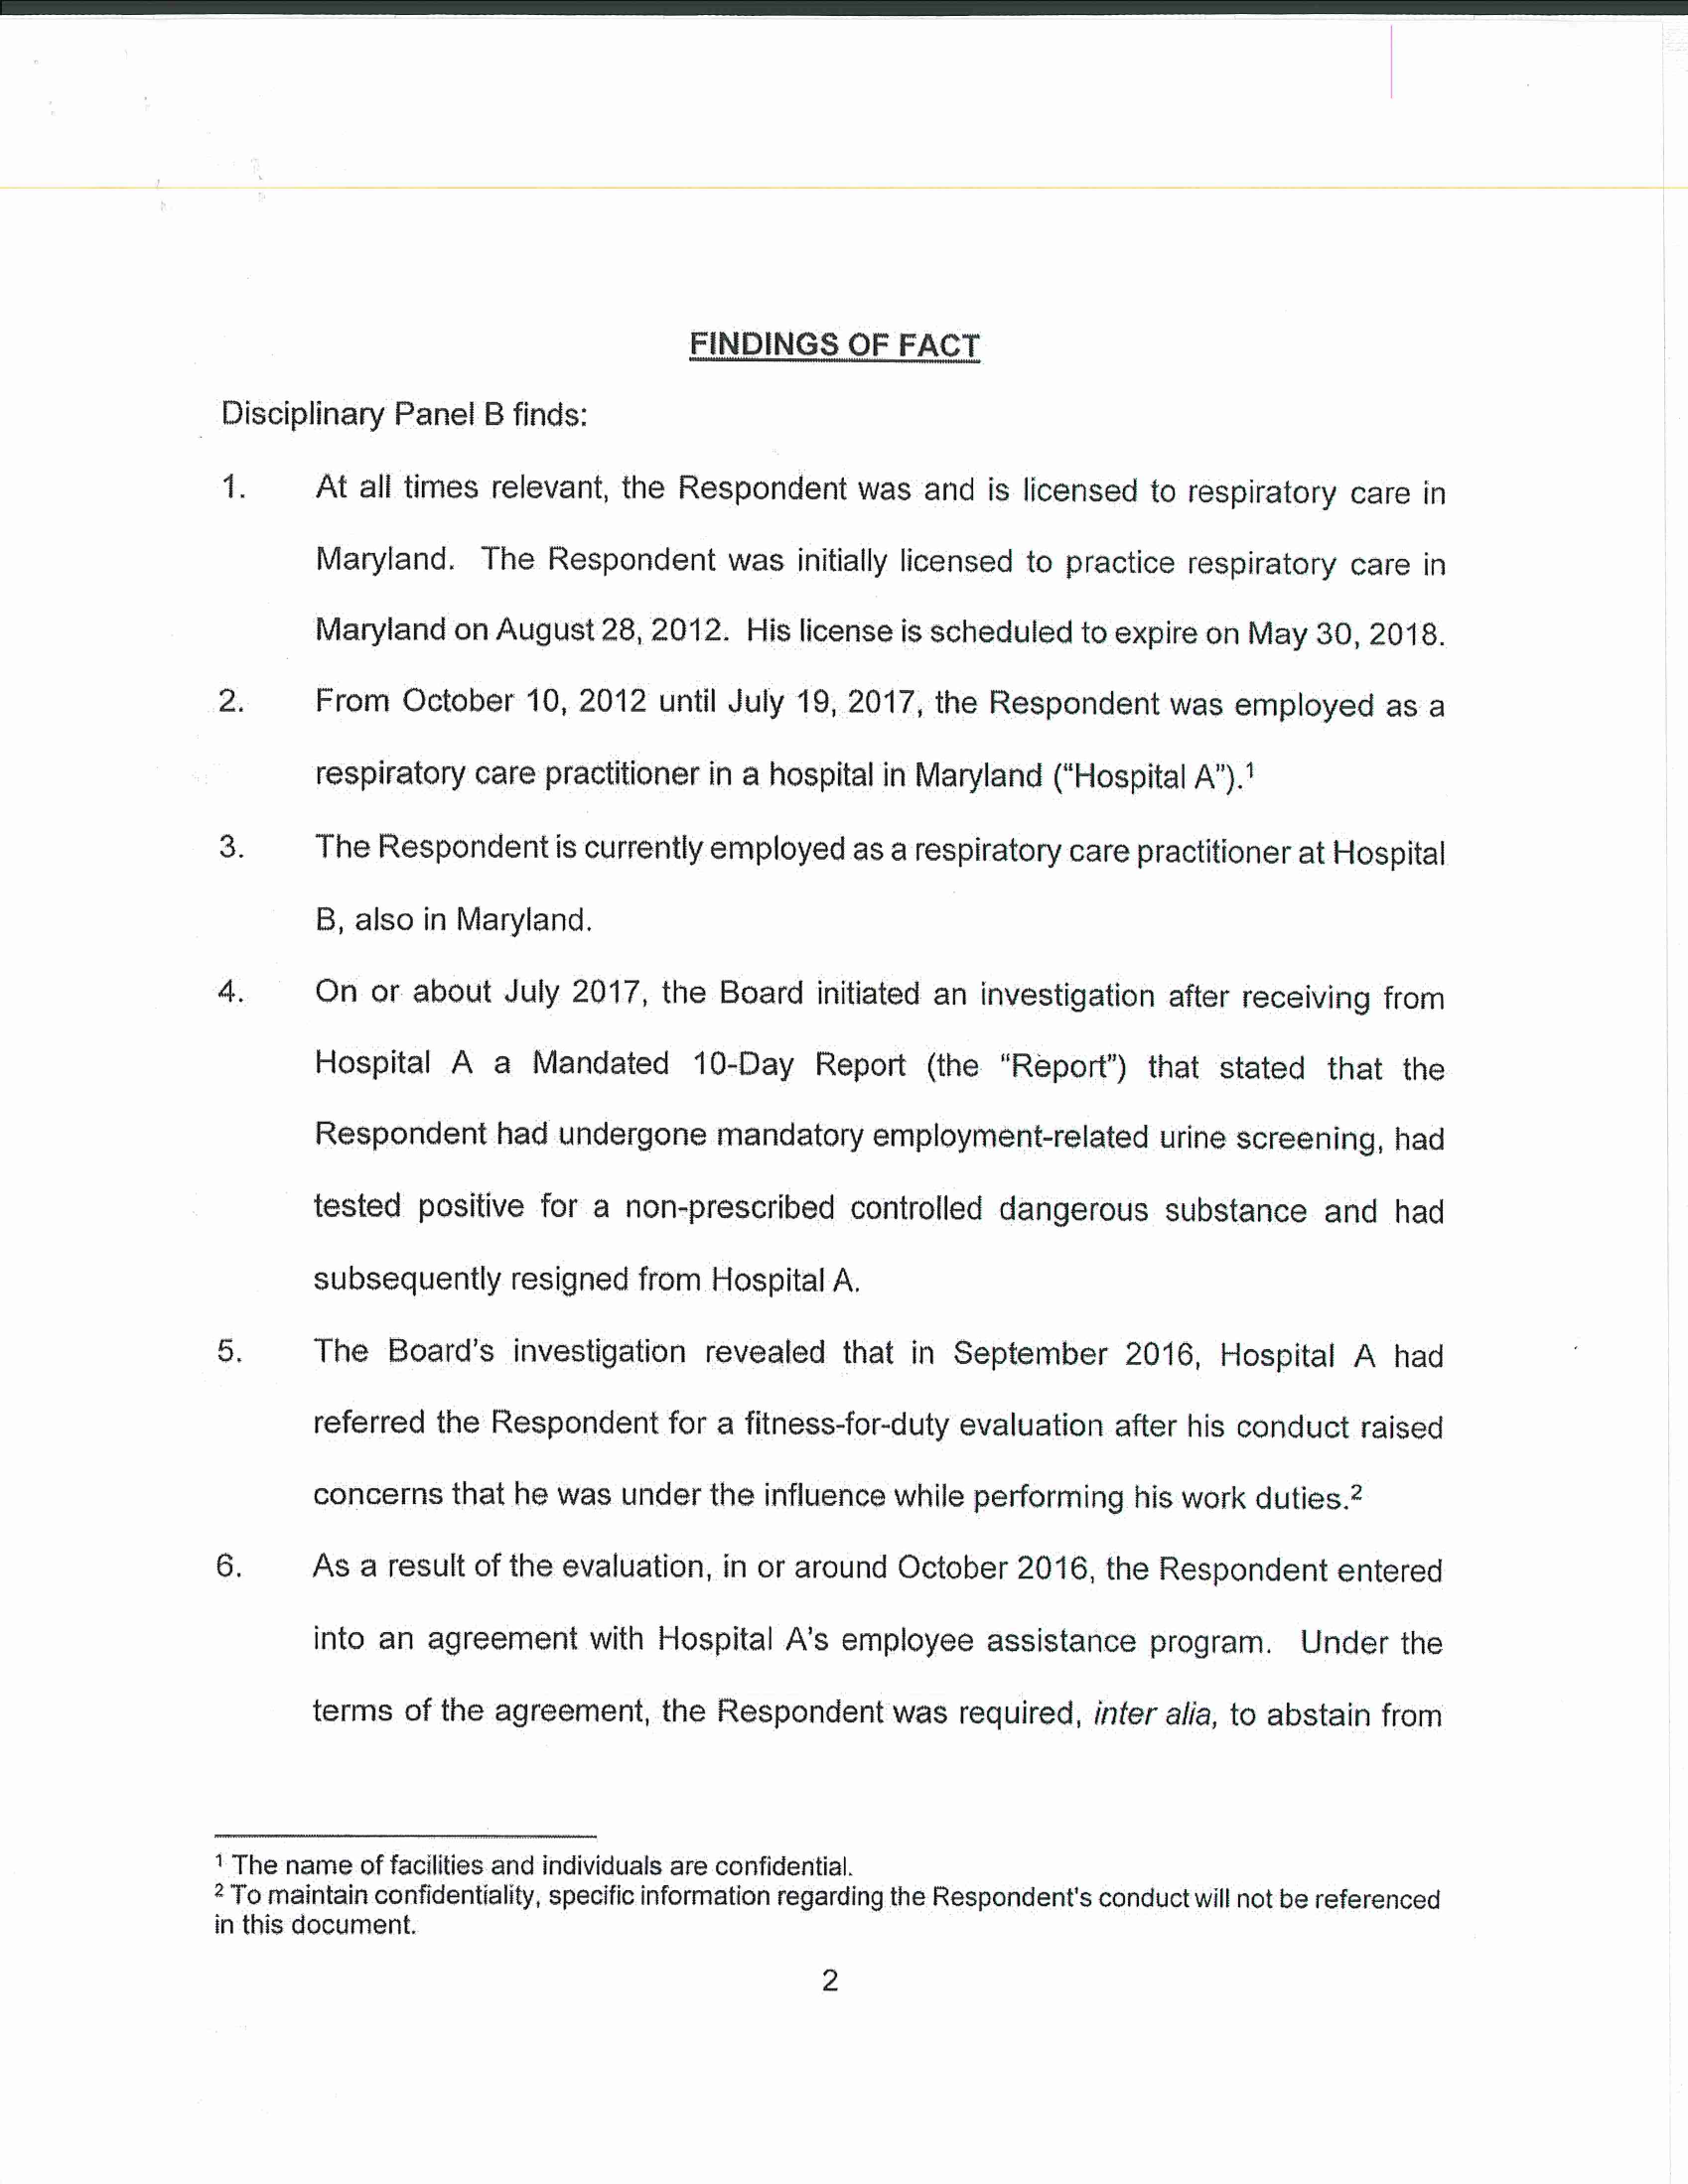 FINDINGS OF FACT
Disciplinary Panel B finds:
1. At all times relevant, the Respondent was and is licensed to respiratory care in
Maryland. The Respondent was initially licensed to practice respiratory care in
Maryland on August 28, 2012. His license is scheduled to expire on May 30, 2018.
2. From October 10, 2012 until July 19, 2017, the Respondent was employed as a
respiratory care practitioner in a hospital in Maryland (“Hospital A”).¹
3. The Respondent is currently employed as a respiratory care practitioner at Hospital
B, also in Maryland.
4. On or about July 2017, the Board initiated an investigation after receiving from
Hospital A a Mandated 10-Day Report (the “Report”) that stated that the
Respondent had undergone mandatory employment-related urine screening, had
tested positive for a non-prescribed controlled dangerous substance and had
subsequently resigned from Hospital A.
5. The Board’s investigation revealed that in September 2016, Hospital A had
referred the Respondent for a fitness-for-duty evaluation after his conduct raised
concerns that he was under the influence while performing his work duties.²
6. As a result of the evaluation, in or around October 2016, the Respondent entered
into an agreement with Hospital A’s employee assistance program. Under the
terms of the agreement, the Respondent was required, inter alia, to abstain from
¹ The name of facilities and individuals are confidential.
² To maintain confidentiality, specific information regarding the Respondent's conduct will not be referenced
in this document.
2